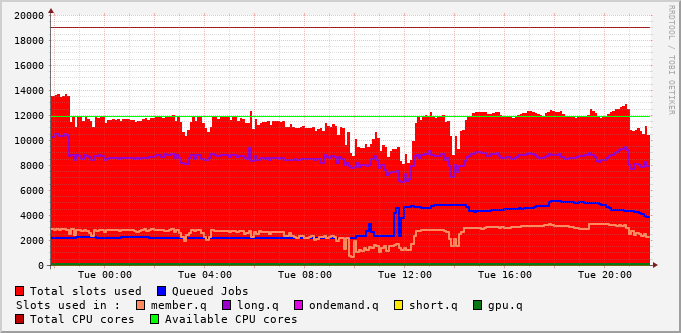 RRDTOOL / TOBI OETIKER
20000
18000
16000
14000
12000
10000
8000
6000
4000
2000
0
Tue 00:00 Tue 04:00 Tue 08:00 Tue 12:00 Tue 16:00 Tue 20:00
Total slots used Queued Jobs
Slots used in : member.q long.q ondemand.q short.q gpu.q
Total CPU cores Available CPU cores